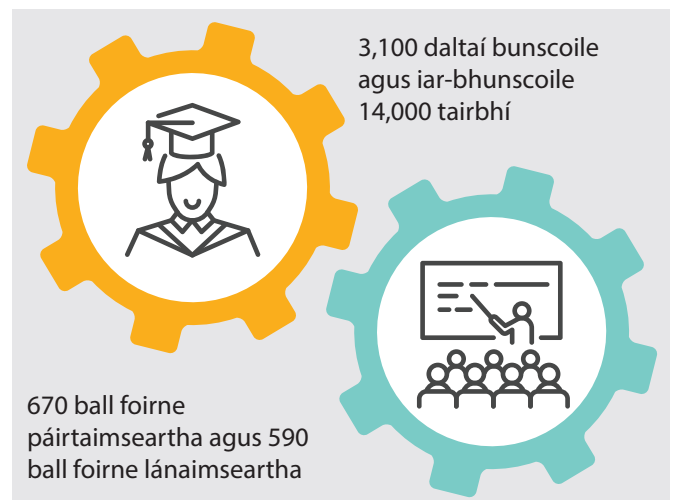 3,100 daltaí bunscoile
agus iar-bhunscoile
14,000 tairbhí
670 ball foirne
páirtaimseartha agus 590
ball foirne lánaimseartha